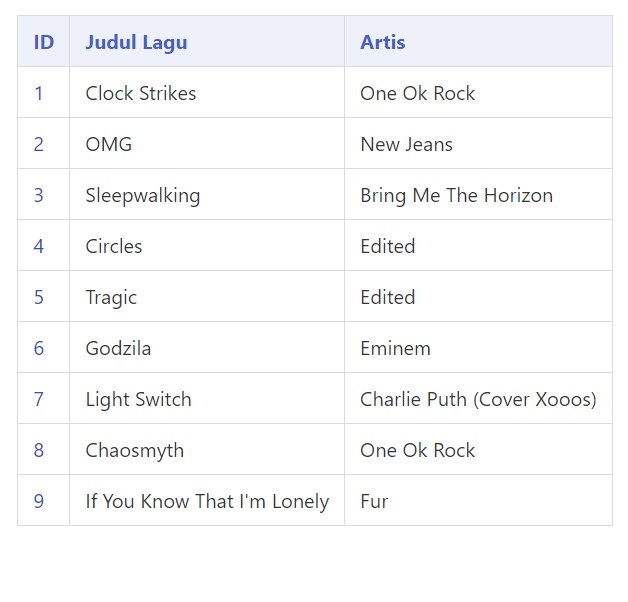 ID Judul Lagu Artis
1 Clock Strikes One Ok Rock
2 OMG New Jeans
3 Sleepwalking Bring Me The Horizon
4 Circles Edited
5 Tragic Edited
6 Godzila Eminem
7 Light Switch Charlie Puth (Cover Xooos)
8 Chaosmyth One Ok Rock
9 If You Know That I'm Lonely Fur